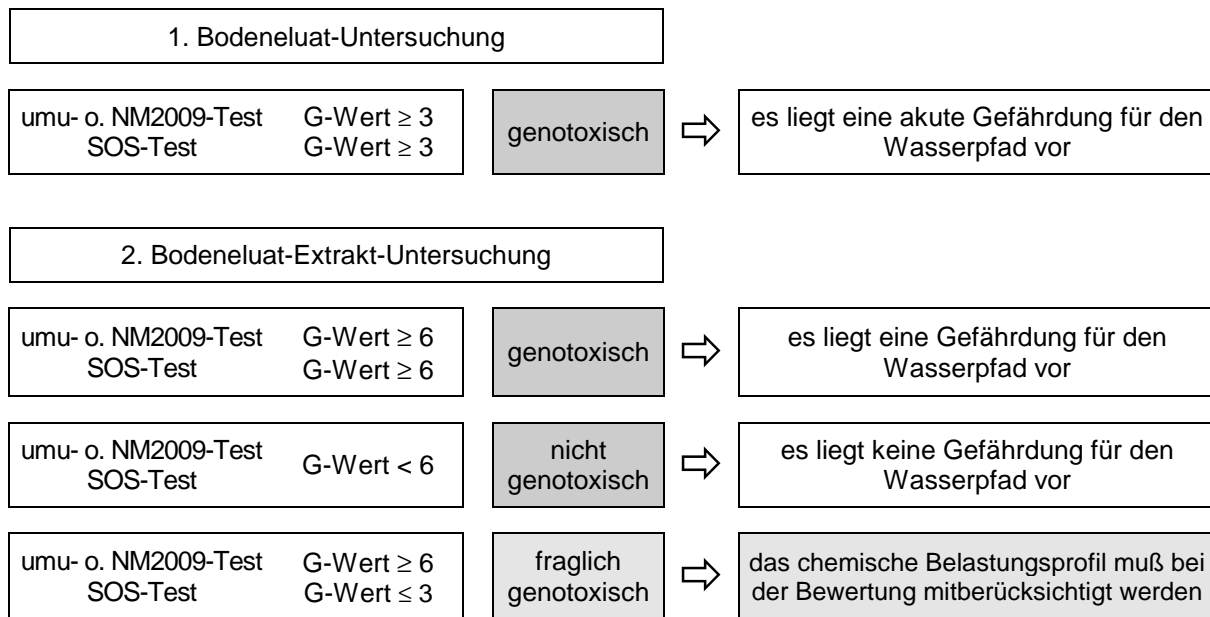 1. Bodeneluat-Untersuchung
umu- o. NM2009-Test G-Wert ≥ 3
SOS-Test G-Wert ≥ 3
genotoxisch
es liegt eine akute Gefährdung für den
Wasserpfad vor
2. Bodeneluat-Extrakt-Untersuchung
umu- o. NM2009-Test G-Wert ≥ 6
SOS-Test G-Wert ≥ 6
genotoxisch
es liegt eine Gefährdung für den
Wasserpfad vor
umu- o. NM2009-Test
SOS-Test
G-Wert < 6
nicht
genotoxisch
es liegt keine Gefährdung für den
Wasserpfad vor
umu- o. NM2009-Test G-Wert ≥ 6
SOS-Test G-Wert ≤ 3
fraglich
genotoxisch
das chemische Belastungsprofil muß bei
der Bewertung mitberücksichtigt werden